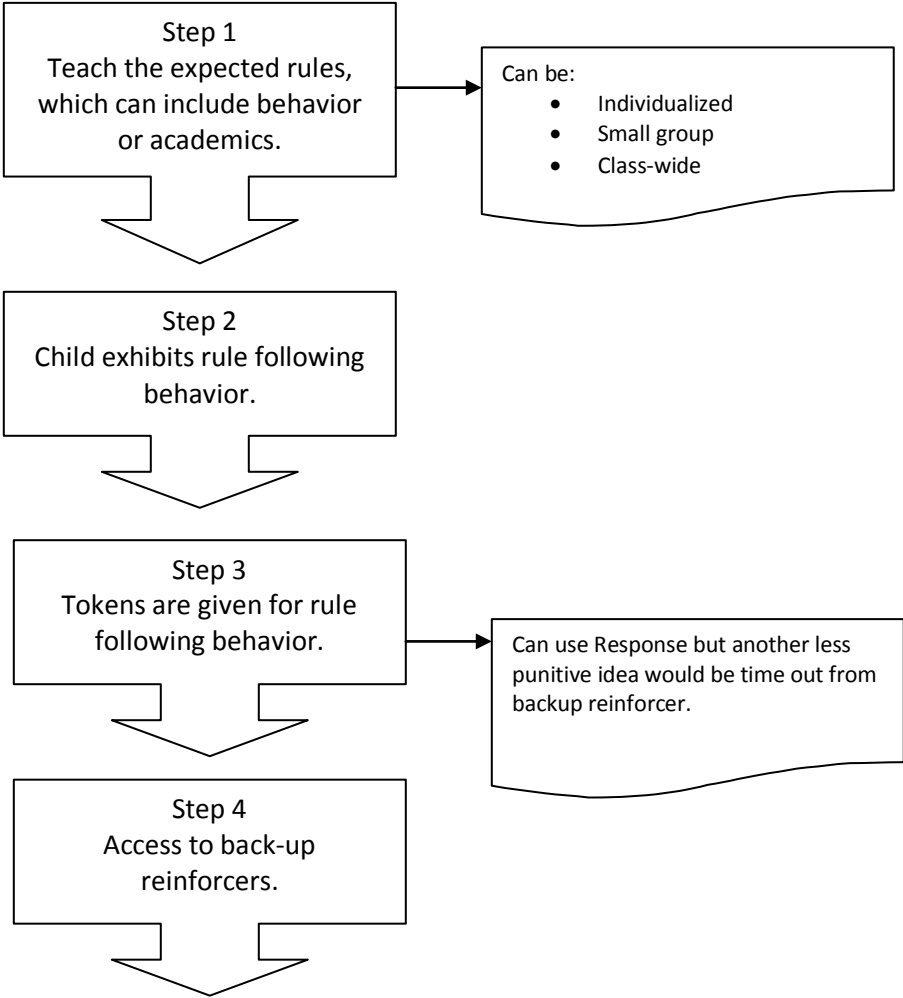 Step 1
Teach the expected rules,
which can include behavior
or academics.
Can be:
• Individualized
• Small group
• Class-wide
Step 2
Child exhibits rule following
behavior.
Step 3
Tokens are given for rule
following behavior.
Can use Response but another less
punitive idea would be time out from
backup reinforcer.
Step 4
Access to back-up
reinforcers.